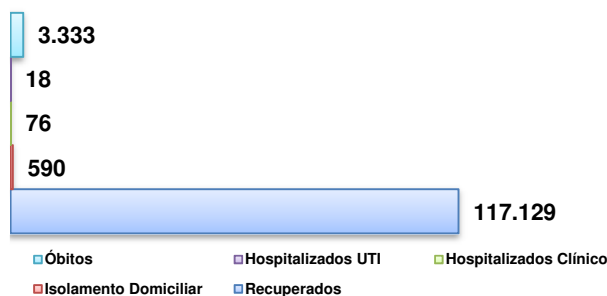 3.333
18
76
590
117.129
Óbitos Hospitalizados UTI Hospitalizados Clínico
Isolamento Domiciliar Recuperados